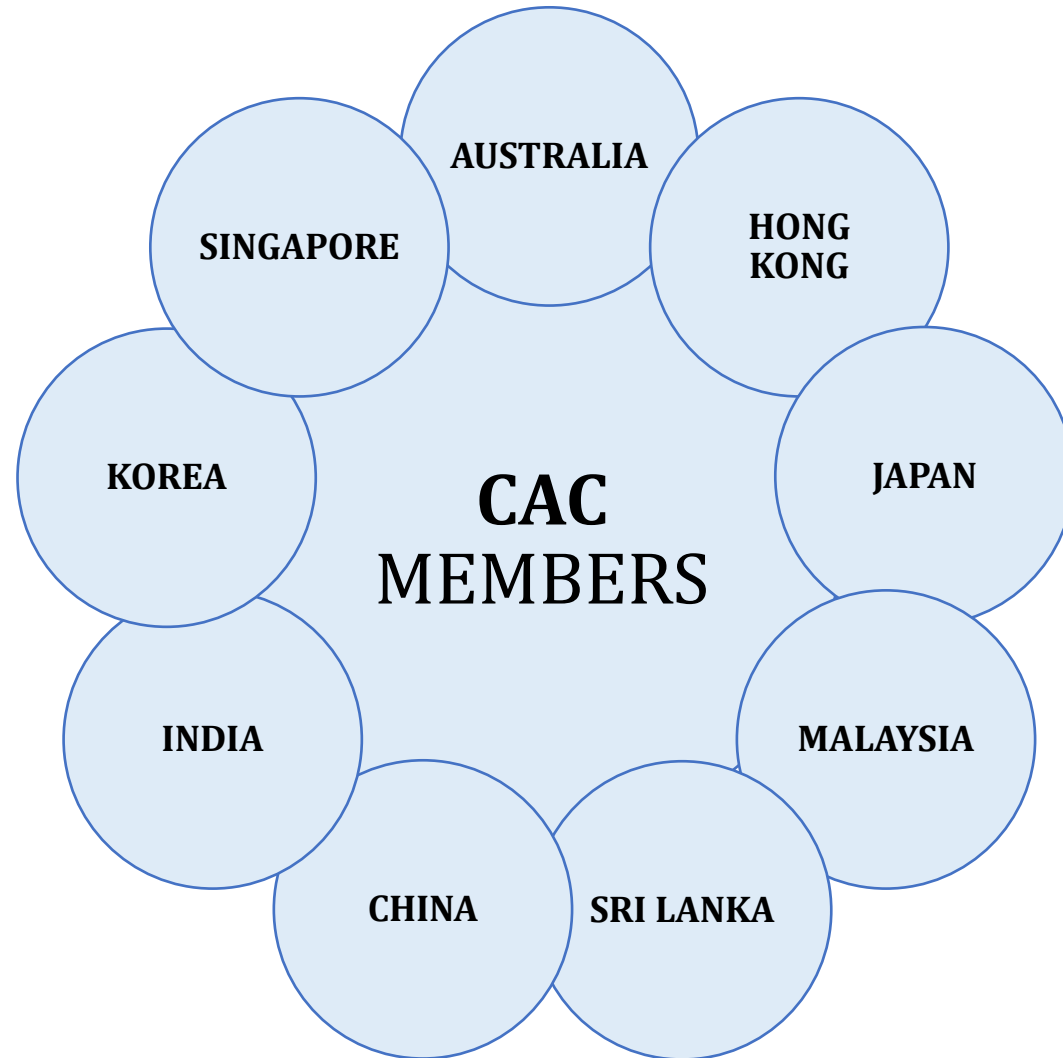 AUSTRALIA
HONG
KONG
SINGAPORE
JAPAN
KOREA
CAC
MEMBERS
MALAYSIA
INDIA
SRI LANKA
CHINA